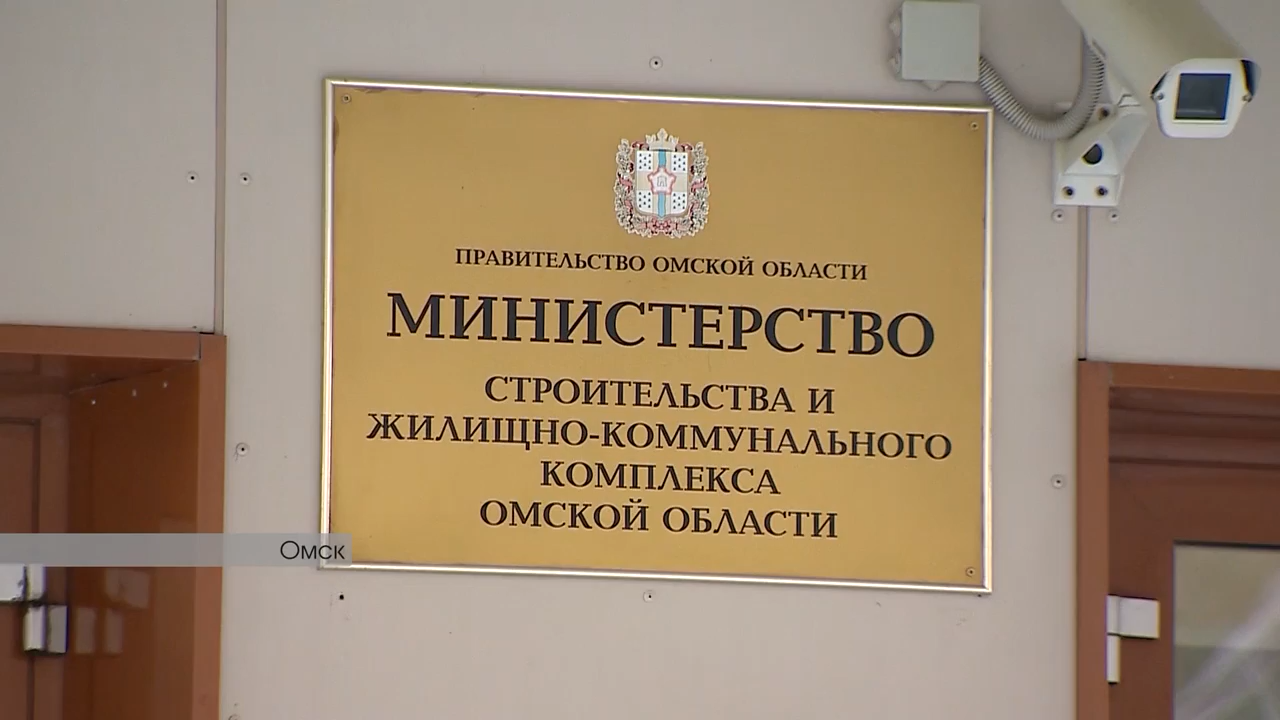 ПРАВИТЕЛЬСТВО ОМСКОЙ ОБЛАСТИ
МИНИСТЕРСТВО
СТРОИТЕЛЬСТВА И
ЖИЛИЩНО-КОММУНАЛЬНОГО
КОМПЛЕКСА
ОМСКОЙ ОБЛАСТИ
Омск